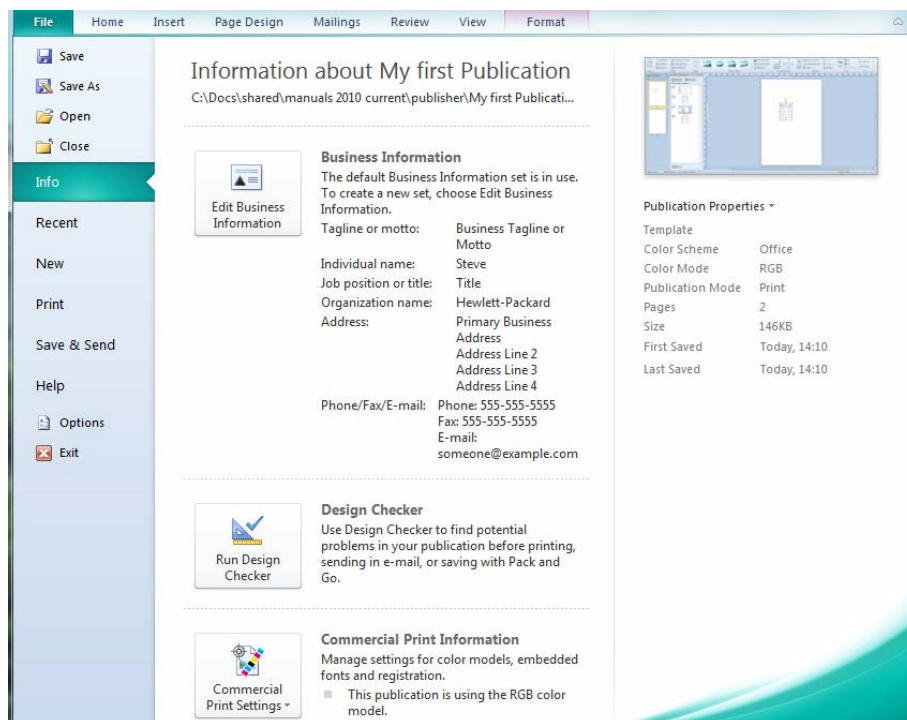 File Home Insert Page Design Mailings Review View Format
Save
Save As
Open
Close
Info
Recent
New
Print
Save & Send
Help
Options
Exit
Information about My first Publication
C:\Docs\shared\manuals 2010 current\publisher\My first Publicati...
Edit Business
Information
Business Information
The default Business Information set is in use.
To create a new set, choose Edit Business
Information.
Tagline or motto: Business Tagline or
Motto
Individual name: Steve
Job position or title: Title
Organization name: Hewlett-Packard
Address: Primary Business
Address
Address Line 2
Address Line 3
Address Line 4
Phone/Fax/E-mail: Phone: 555-555-5555
Fax: 555-555-5555
E-mail:
someone@example.com
Run Design
Checker
Design Checker
Use Design Checker to find potential
problems in your publication before printing,
sending in e-mail, or saving with Pack and
Go.
Commercial
Print Settings
Commercial Print Information
Manage settings for color models, embedded
fonts and registration.
This publication is using the RGB color
model.
Publication Properties
Template
Color Scheme Office
Color Mode RGB
Publication Mode Print
Pages 2
Size 146KB
First Saved Today, 14:10
Last Saved Today, 14:10